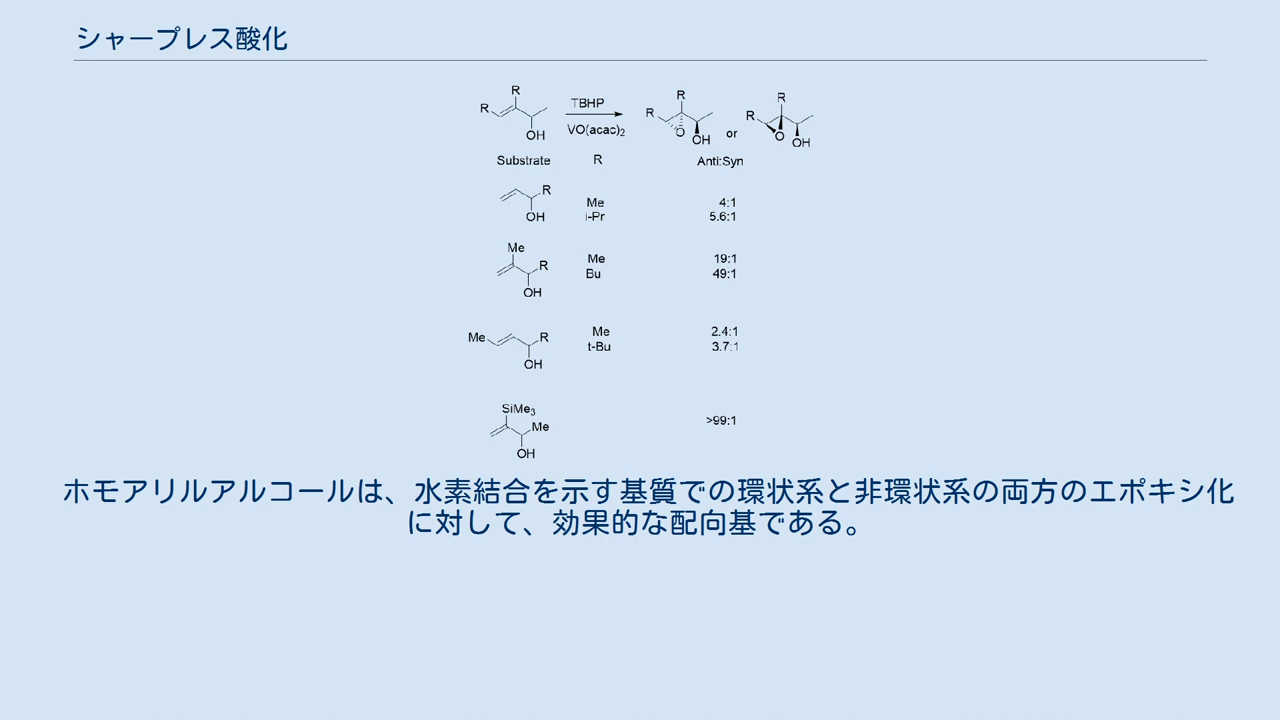 シャープレス酸化
R R OH TBHP VO(acac)2 R R O OH or R R O OH
Substrate R Anti:Syn
R OH
Me 4:1
i-Pr 5.6:1
Me R OH
Me 19:1
Bu 49:1
Me R OH
Me 2.4:1
t-Bu 3.7:1
SiMe3 Me OH
>99:1
ホモアリルアルコールは、水素結合を示す基質での環状系と非環状系の両方のエポキシ化
に対して、効果的な配向基である。